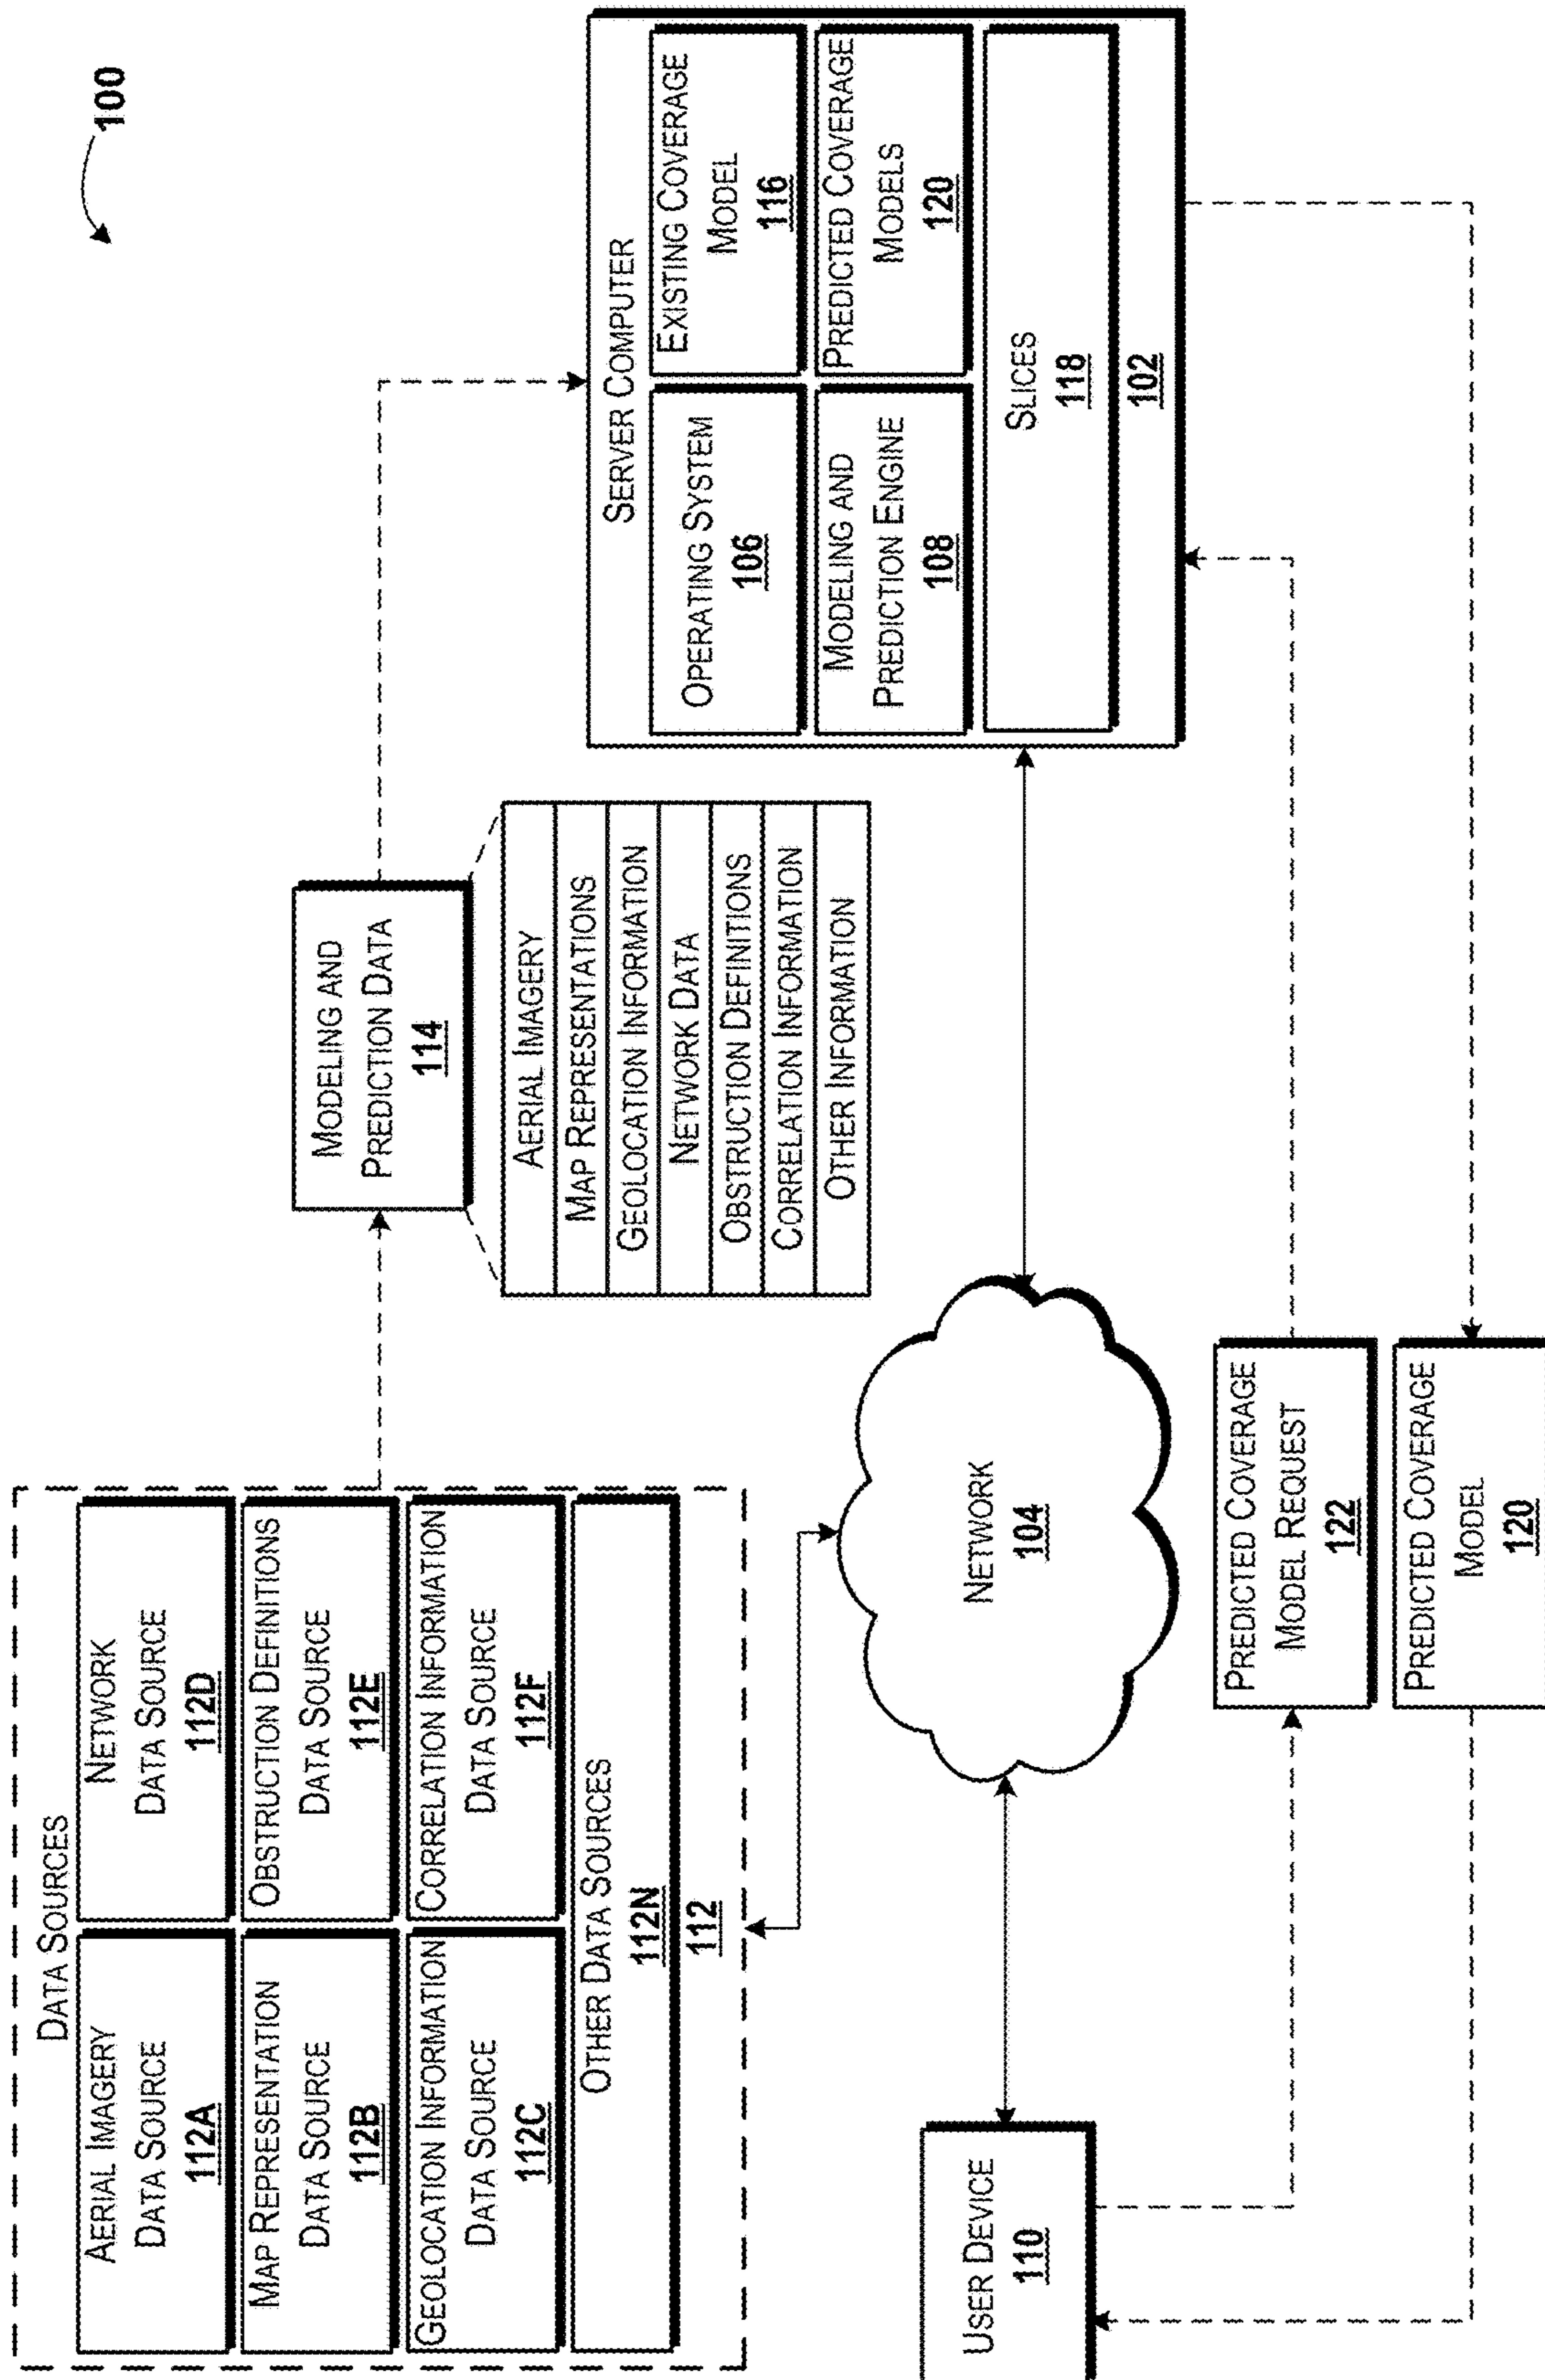 100
DATA SOURCES
AERIAL IMAGERY
DATA SOURCE
112A
NETWORK
DATA SOURCE
112D
MAP REPRESENTATION
DATA SOURCE
112B
OBSTRUCTION DEFINITIONS
DATA SOURCE
112E
GEOLOCATION INFORMATION
DATA SOURCE
112C
CORRELATION INFORMATION
DATA SOURCE
112F
OTHER DATA SOURCES
112N
112
MODELING AND
PREDICTION DATA
114
AERIAL IMAGERY
MAP REPRESENTATIONS
GEOLOCATION INFORMATION
NETWORK DATA
OBSTRUCTION DEFINITIONS
CORRELATION INFORMATION
OTHER INFORMATION
SERVER COMPUTER
OPERATING SYSTEM
106
EXISTING COVERAGE
MODEL
116
MODELING AND
PREDICTION ENGINE
108
PREDICTED COVERAGE
MODELS
120
SLICES
118
102
NETWORK
104
USER DEVICE
110
PREDICTED COVERAGE
MODEL REQUEST
122
PREDICTED COVERAGE
MODEL
120